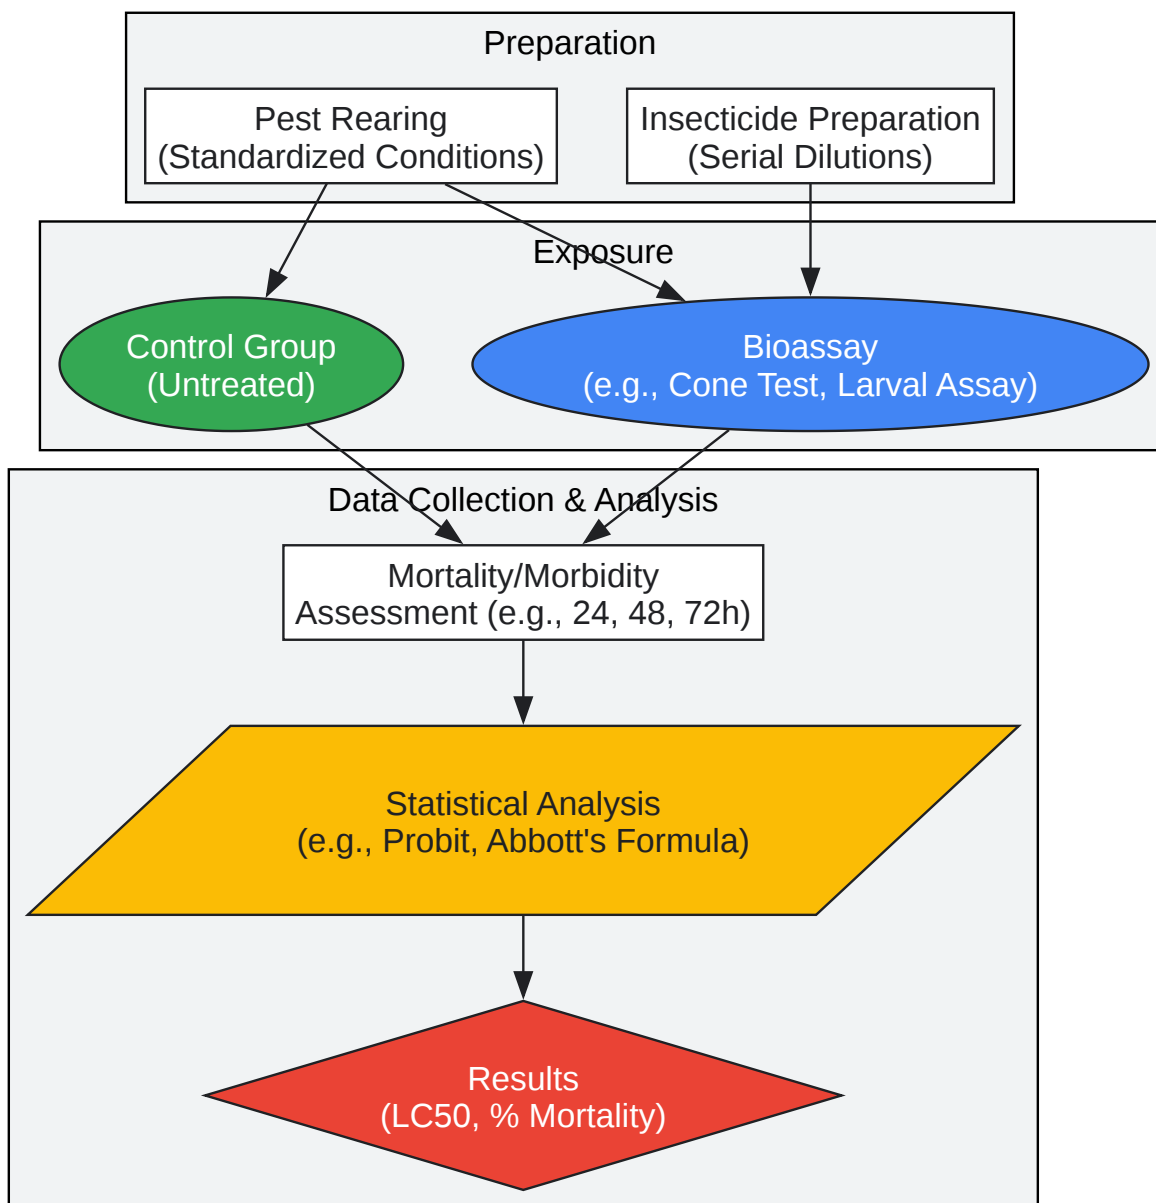 Preparation
Pest Rearing
(Standardized Conditions)
Insecticide Preparation
(Serial Dilutions)
Exposure
Control Group
(Untreated)
Bioassay
(e.g., Cone Test, Larval Assay)
Data Collection & Analysis
Mortality/Morbidity
Assessment (e.g., 24, 48, 72h)
Statistical Analysis
(e.g., Probit, Abbott's Formula)
Results
(LC50, % Mortality)